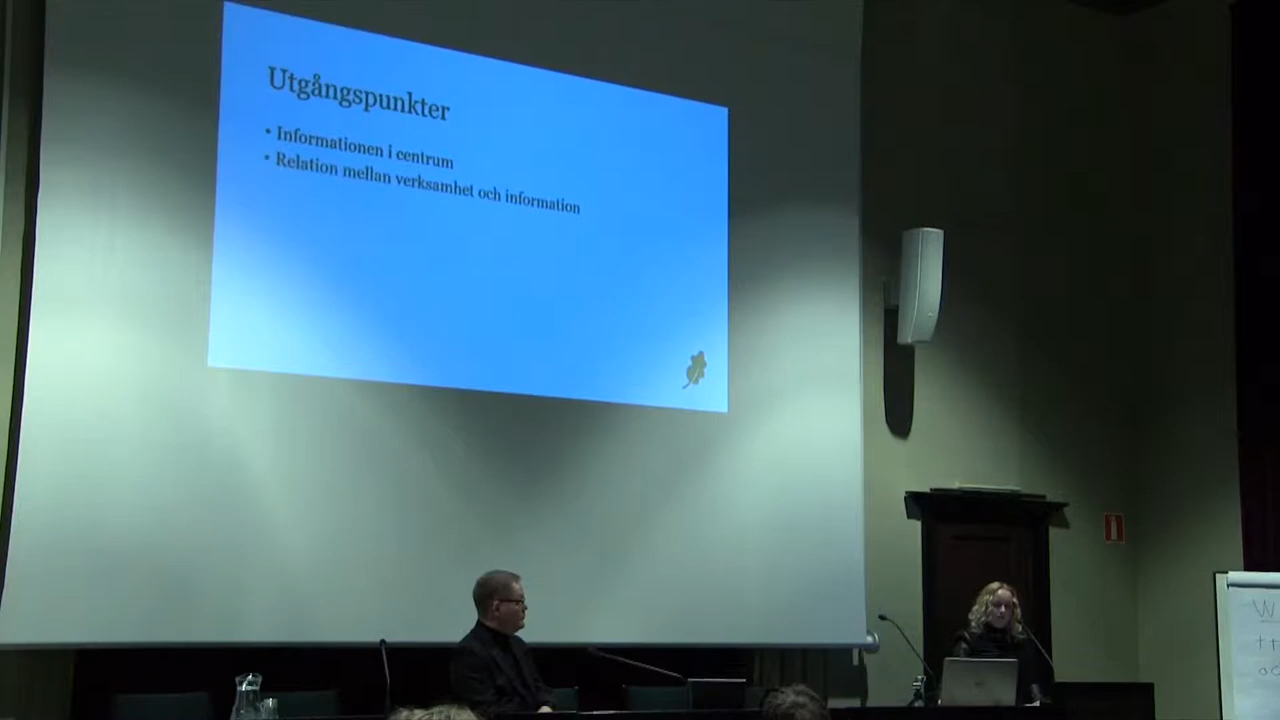 Utgångspunkter
• Informationen i centrum
• Relation mellan verksamhet och information